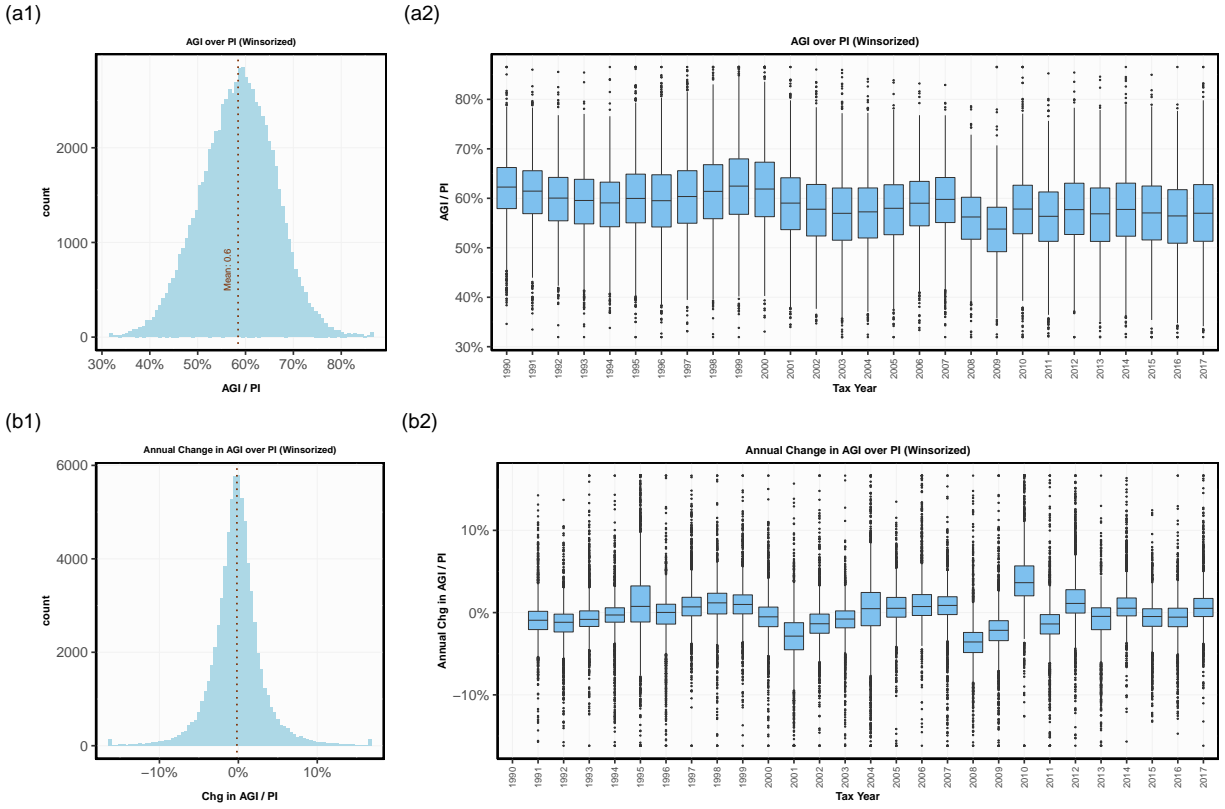 (a1)
AGI over PI (Winsorized)
count
2000
1000
0
Mean: 0.6
30% 40% 50% 60% 70% 80%
AGI / PI
(a2)
AGI over PI (Winsorized)
AGI / PI
80%
70%
60%
50%
40%
30%
1990 1991 1992 1993 1994 1995 1996 1997 1998 1999 2000 2001 2002 2003 2004 2005 2006 2007 2008 2009 2010 2011 2012 2013 2014 2015 2016 2017
Tax Year
(b1)
Annual Change in AGI over PI (Winsorized)
count
6000
4000
2000
0
−10% 0% 10%
Chg in AGI / PI
(b2)
Annual Change in AGI over PI (Winsorized)
Annual Chg in AGI / PI
10%
0%
−10%
1990 1991 1992 1993 1994 1995 1996 1997 1998 1999 2000 2001 2002 2003 2004 2005 2006 2007 2008 2009 2010 2011 2012 2013 2014 2015 2016 2017
Tax Year